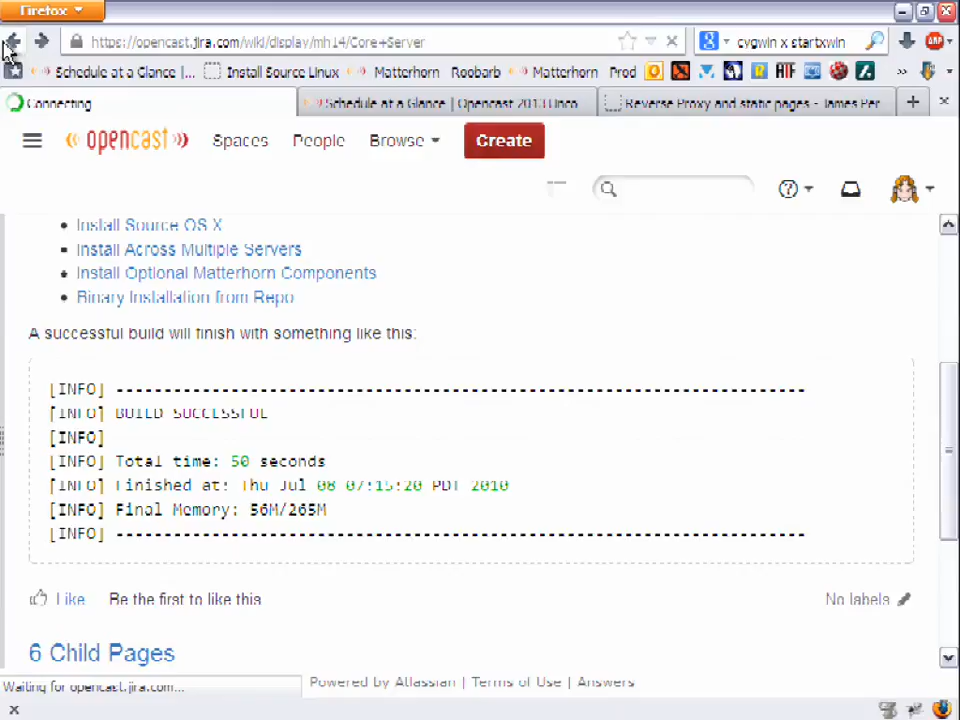 Firefox
https://opencast.jira.com/wiki/display/mh14/Core+Server
cygwin x startxwin
Schedule at a Glance |... Install Source Linux Matterhorn Roobarb Matterhorn Prod
Connecting
Schedule at a Glance | Opencast 2013 Unco
Reverse Proxy and static pages - James Per
opencast Spaces People Browse Create
Install Source OS X
Install Across Multiple Servers
Install Optional Matterhorn Components
Binary Installation from Repo
A successful build will finish with something like this:
[INFO] ------------------------------------------------------------------------
[INFO] BUILD SUCCESSFUL
[INFO]
[INFO] Total time: 50 seconds
[INFO] Finished at: Thu Jul 08 07:15:20 PDT 2010
[INFO] Final Memory: 56M/265M
[INFO] ------------------------------------------------------------------------
Like Be the first to like this No labels
6 Child Pages
Waiting for opencast.jira.com...
Powered by Atlassian | Terms of Use | Answers